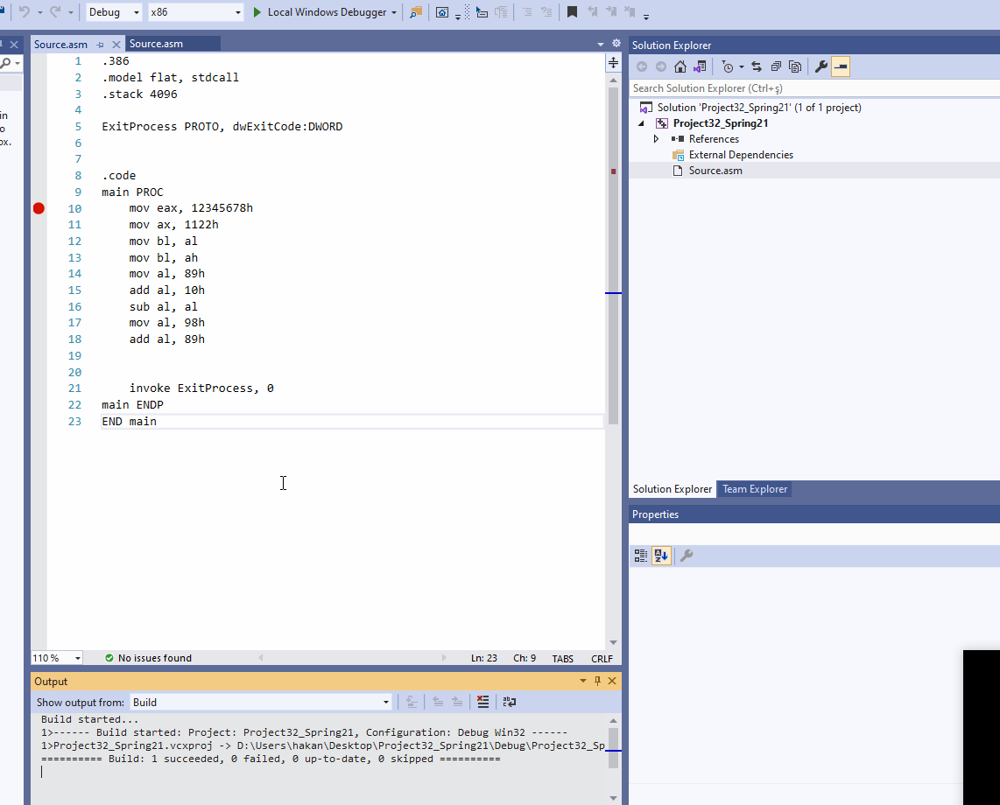 Debug
x86
Local Windows Debugger
Source.asm
Source.asm
in
o
ox.
1 .386
2 .model flat, stdcall
3 .stack 4096
4
5 ExitProcess PROTO, dwExitCode:DWORD
6
7
8 .code
9 main PROC
10 mov eax, 12345678h
11 mov ax, 1122h
12 mov bl, al
13 mov bl, ah
14 mov al, 89h
15 add al, 10h
16 sub al, al
17 mov al, 98h
18 add al, 89h
19
20
21 invoke ExitProcess, 0
22 main ENDP
23 END main
110 %
No issues found
Ln: 23 Ch: 9 TABS CRLF
Output
Show output from: Build
Build started...
1>------ Build started: Project: Project32_Spring21, Configuration: Debug Win32 ------
1>Project32_Spring21.vcxproj -> D:\Users\hakan\Desktop\Project32_Spring21\Debug\Project32_Sp
========== Build: 1 succeeded, 0 failed, 0 up-to-date, 0 skipped ==========
Solution Explorer
Search Solution Explorer (Ctrl+ş)
Solution 'Project32_Spring21' (1 of 1 project)
Project32_Spring21
References
External Dependencies
Source.asm
Solution Explorer Team Explorer
Properties